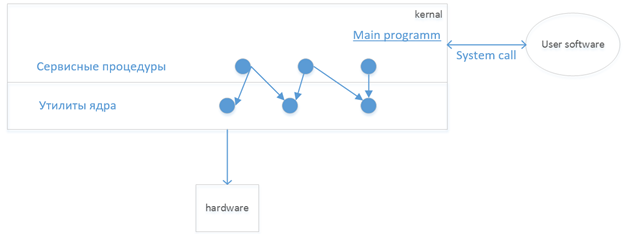 kernal
Main programm
User software
System call
Сервисные процедуры
Утилиты ядра
hardware